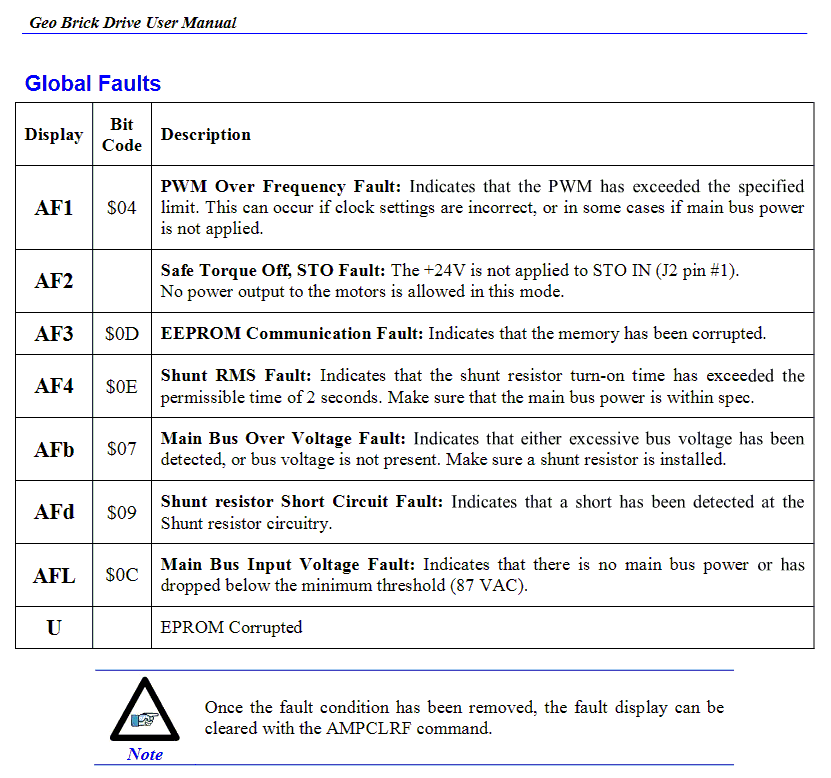 Geo Brick Drive User Manual
Global Faults
Display
Bit
Code
Description
AF1
$04
PWM Over Frequency Fault: Indicates that the PWM has exceeded the specified
limit. This can occur if clock settings are incorrect, or in some cases if main bus power
is not applied.
AF2
Safe Torque Off, STO Fault: The +24V is not applied to STO IN (J2 pin #1).
No power output to the motors is allowed in this mode.
AF3
$0D
EEPROM Communication Fault: Indicates that the memory has been corrupted.
AF4
$0E
Shunt RMS Fault: Indicates that the shunt resistor turn-on time has exceeded the
permissible time of 2 seconds. Make sure that the main bus power is within spec.
AFb
$07
Main Bus Over Voltage Fault: Indicates that either excessive bus voltage has been
detected, or bus voltage is not present. Make sure a shunt resistor is installed.
AFd
$09
Shunt resistor Short Circuit Fault: Indicates that a short has been detected at the
Shunt resistor circuitry.
AFL
$0C
Main Bus Input Voltage Fault: Indicates that there is no main bus power or has
dropped below the minimum threshold (87 VAC).
U
EPROM Corrupted
Once the fault condition has been removed, the fault display can be
cleared with the AMPCLRF command.
Note